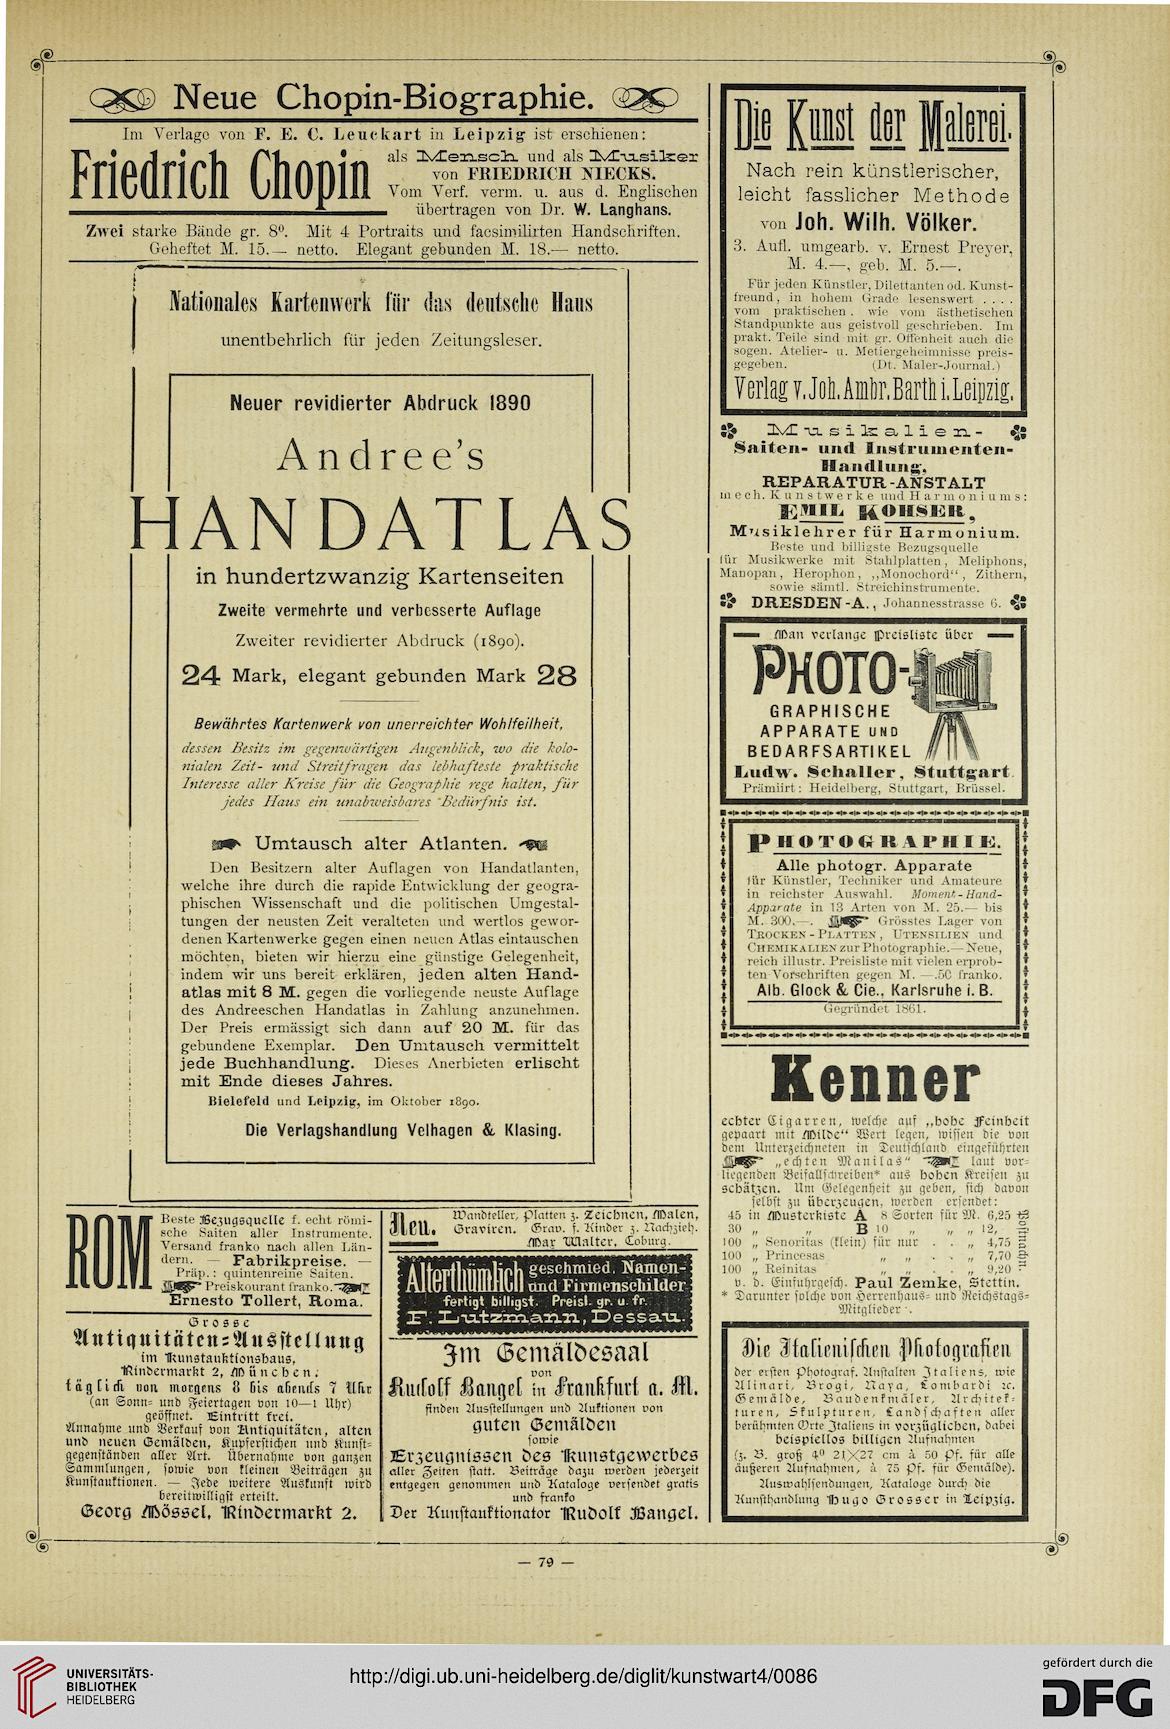 Neue Chopin-Biographie.
Im Verlage von F. E. C. Leuckart in Leipzig ist erschienen:
Friedrich Chopin
als Mensch und als Musiker
von FRIEDRICH NIECKS.
Vom Verf. verm. u. aus d. Englischen
übertragen von Dr. W. Langhans.
Zwei starke Bände gr. 8⁰. Mit 4 Portraits und facsimilirten Handschriften.
Geheftet M. 15.— netto. Elegant gebunden M. 18.— netto.
Nationales Kartenwerk für das deutsche Haus
unentbehrlich für jeden Zeitungsleser.
Neuer revidierter Abdruck 1890
Andree's
HANDATLAS
in hundertzwanzig Kartenseiten
Zweite vermehrte und verbesserte Auflage
Zweiter revidierter Abdruck (1890).
24 Mark, elegant gebunden Mark 28
Bewährtes Kartenwerk von unerreichter Wohlfeilheit,
dessen Besitz im gegenwärtigen Augenblick, wo die kolo-
nialen Zeit- und Streitfragen das lebhafteste praktische
Interesse aller Kreise für die Geographie rege halten, für
jedes Haus ein unabweisbares Bedürfnis ist.
Umtausch alter Atlanten.
Den Besitzern alter Auflagen von Handatlanten,
welche ihre durch die rapide Entwicklung der geogra-
phischen Wissenschaft und die politischen Umgestal-
tungen der neusten Zeit veralteten und wertlos gewor-
denen Kartenwerke gegen einen neuen Atlas eintauschen
möchten, bieten wir hierzu eine günstige Gelegenheit,
indem wir uns bereit erklären, jeden alten Hand-
atlas mit 8 M. gegen die vorliegende neuste Auflage
des Andreeschen Handatlas in Zahlung anzunehmen.
Der Preis ermässigt sich dann auf 20 M. für das
gebundene Exemplar. Den Umtausch vermittelt
jede Buchhandlung. Dieses Anerbieten erlischt
mit Ende dieses Jahres.
Bielefeld und Leipzig, im Oktober 1890.
Die Verlagshandlung Velhagen & Klasing.
ROM
Beste Bezugsquelle f. echt römi-
sche Saiten aller Instrumente.
Versand franko nach allen Län-
dern. — Fabrikpreise. —
Präp.: quintenreine Saiten.
Preiskourant franko.
Ernesto Tollert, Roma.
Grosse
Antiquitäten-Ausstellung
im Kunstauktionshaus,
Rindermarkt 2, München:
täglich von morgens 8 bis abends 7 Uhr
(an Sonn- und Feiertagen von 10—1 Uhr)
geöffnet. Eintritt frei.
Annahme und Verkauf von Antiquitäten, alten
und neuen Gemälden, Kupferstichen und Kunst-
gegenständen aller Art. Übernahme von ganzen
Sammlungen, sowie von kleinen Beiträgen zu
Kunstauktionen. — Jede weitere Auskunft wird
bereitwilligst erteilt.
Georg Mössel, Rindermarkt 2.
Neu.
Wandteller, Platten z. Zeichnen, Malen,
Graviren. Grav. f. Kinder z. Nachzieh.
Max Walter, Coburg.
Älterthümlich
geschmied. Namen-
und Firmenschilder
fertigt billigst. Preisl. gr. u. fr.
F. Lutzmann, Dessau.
Im Gemäldesaal
von
Rudolf Bangel in Frankfurt a. M.
finden Ausstellungen und Auktionen von
guten Gemälden
sowie
Erzeugnissen des Kunstgewerbes
aller Zeiten statt. Beiträge dazu werden jederzeit
entgegen genommen und Kataloge versendet gratis
und franko
Der Kunstauktionator Rudolf Bangel.
Die Kunst der Malerei.
Nach rein künstlerischer,
leicht fasslicher Methode
von Joh. Wilh. Völker.
3. Aufl. umgearb. v. Ernest Preyer,
M. 4.—, geb. M. 5.—.
Für jeden Künstler, Dilettanten od. Kunst-
freund, in hohem Grade lesenswert ....
vom praktischen. wie vom ästhetischen
Standpunkte aus geistvoll geschrieben. Im
prakt. Teile sind mit gr. Offenheit auch die
sogen. Atelier- u. Metiergeheimnisse preis-
gegeben. (Dt. Maler-Journal.)
Verlag v. Joh. Ambr. Barth i. Leipzig.
Musikalien-
Saiten- und Instrumenten-
Handlung,
REPARATUR-ANSTALT
mech. Kunstwerke und Harmoniums:
EMIL KOHSER,
Musiklehrer für Harmonium.
Beste und billigste Bezugsquelle
für Musikwerke mit Stahlplatten, Meliphons,
Manopan, Herophon, „Monochord“, Zithern,
sowie sämtl. Streichinstrumente.
DRESDEN-A., Johannesstrasse 6.
Man verlange Preisliste über
PHOTO-
GRAPHISCHE
APPARATE UND
BEDARFSARTIKEL
Ludw. Schaller, Stuttgart.
Prämiirt: Heidelberg, Stuttgart, Brüssel.
PHOTOGRAPHIE.
Alle photogr. Apparate
für Künstler, Techniker und Amateure
in reichster Auswahl. Moment-Hand-
Apparate in 13 Arten von M. 25.— bis
M. 300.—. Grösstes Lager von
TROCKEN-PLATTEN, UTENSILIEN und
CHEMIKALIEN zur Photographie.—Neue,
reich illustr. Preisliste mit vielen erprob-
ten Vorschriften gegen M. —.50 franko.
Alb. Glock & Cie., Karlsruhe i. B.
Gegründet 1861.
Kenner
echter Cigarren, welche auf „hohe Feinheit
gepaart mit Milde“ Wert legen, wissen die von
dem Unterzeichneten in Deutschland eingeführten
„echten Manilas“ laut vor-
liegenden Beifallschreiben* aus hohen Kreisen zu
schätzen. Um Gelegenheit zu geben, sich davon
selbst zu überzeugen, werden ersendet:
45 in Musterkiste A 8 Sorten für M. 6,25
30 „ „ B 10 „ „ „ 12,
100 „ Senoritas (klein) für nur . . „ 4,75
100 „ Princesas „ „ . . „ 7,70
100 „ Reinitas „ „ . . „ 9,20
v. d. Einfuhrgesch. Paul Zemke, Stettin.
* Darunter solche von Herrenhaus- und Reichstags-
Mitglieder.
Die Italienischen Photografien
der ersten Photograf. Anstalten Italiens, wie
Alinari, Brogi, Naya, Lombardi ⁊c.
Gemälde, Baudenkmäler, Architek-
turen, Skulpturen, Landschaften aller
berühmten Orte Italiens in vorzüglichen, dabei
beispiellos billigen Aufnahmen
(z. B. groß 4⁰ 21×27 cm à 50 Pf. für alle
äußeren Aufnahmen, à 75 Pf. für Gemälde).
Auswahlsendungen, Kataloge durch die
Kunsthandlung Hugo Grosser in Leipzig.
— 79 —
UNIVERSITÄTS-
BIBLIOTHEK
HEIDELBERG
http://digi.ub.uni-heidelberg.de/diglit/kunstwart4/0086
gefördert durch die
DFG